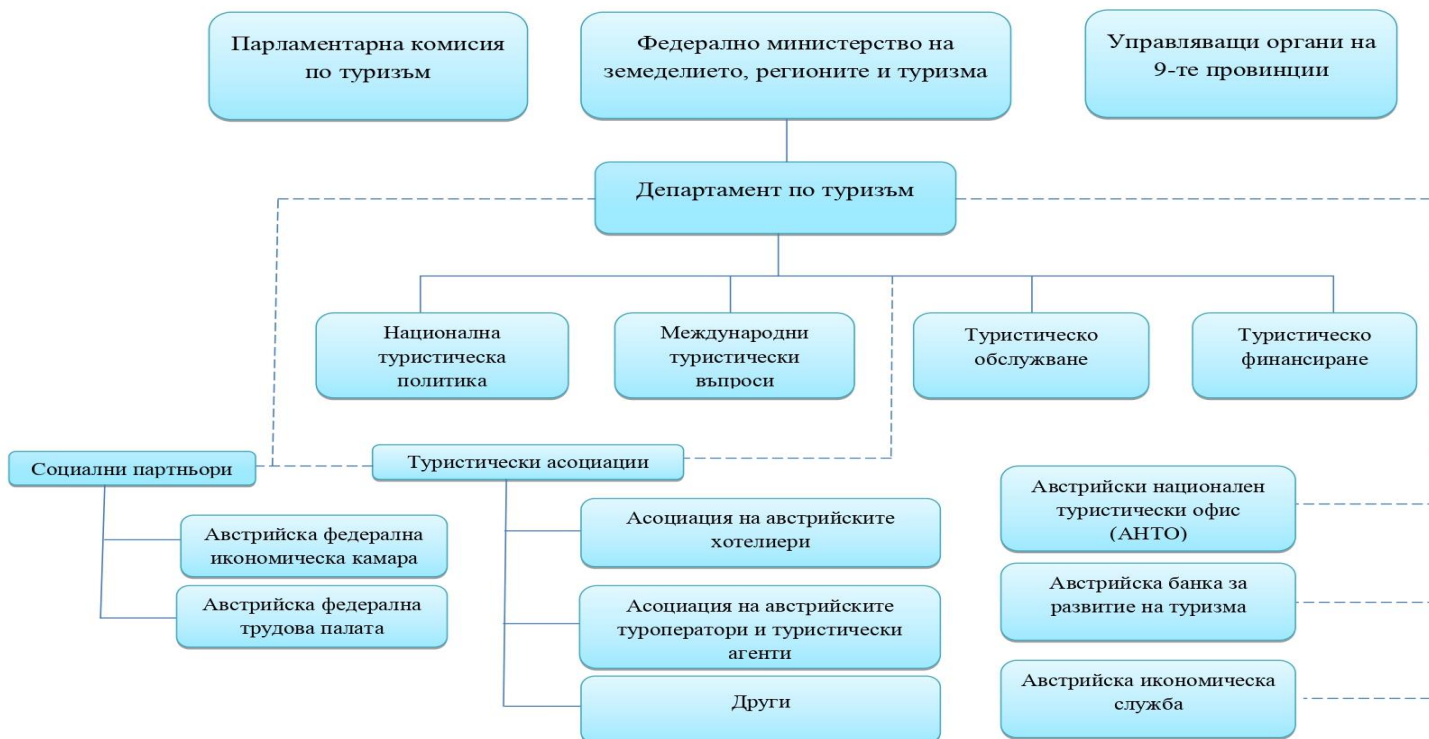 Парламентарна комисия
по туризъм
Федерално министерство на
земеделието, регионите и туризма
Управляващи органи на
9-те провинции
Департамент по туризъм
Национална
туристическа
политика
Международни
туристически
въпроси
Туристическо
обслужване
Туристическо
финансиране
Социални партньори
Австрийска федерална
икономическа камара
Австрийска федерална
трудова палата
Туристически асоциации
Асоциация на австрийските
хотелиери
Асоциация на австрийските
туроператори и туристически
агенти
Други
Австрийски национален
туристически офис
(АНТО)
Австрийска банка за
развитие на туризма
Австрийска икономическа
служба